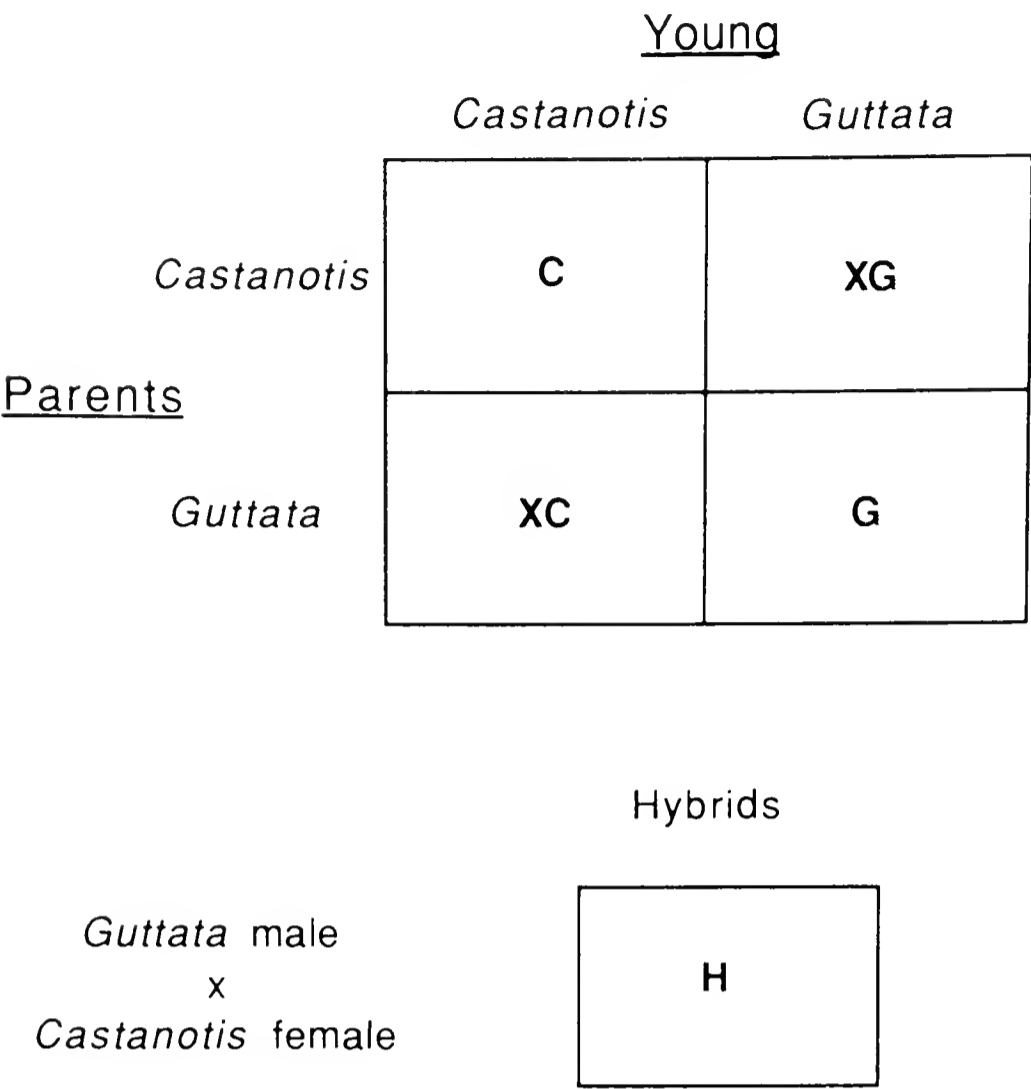 Young
Castanotis Guttata
Castanotis C XG
Parents
Guttata XC G
Hybrids
Guttata male
x
Castanotis female
H